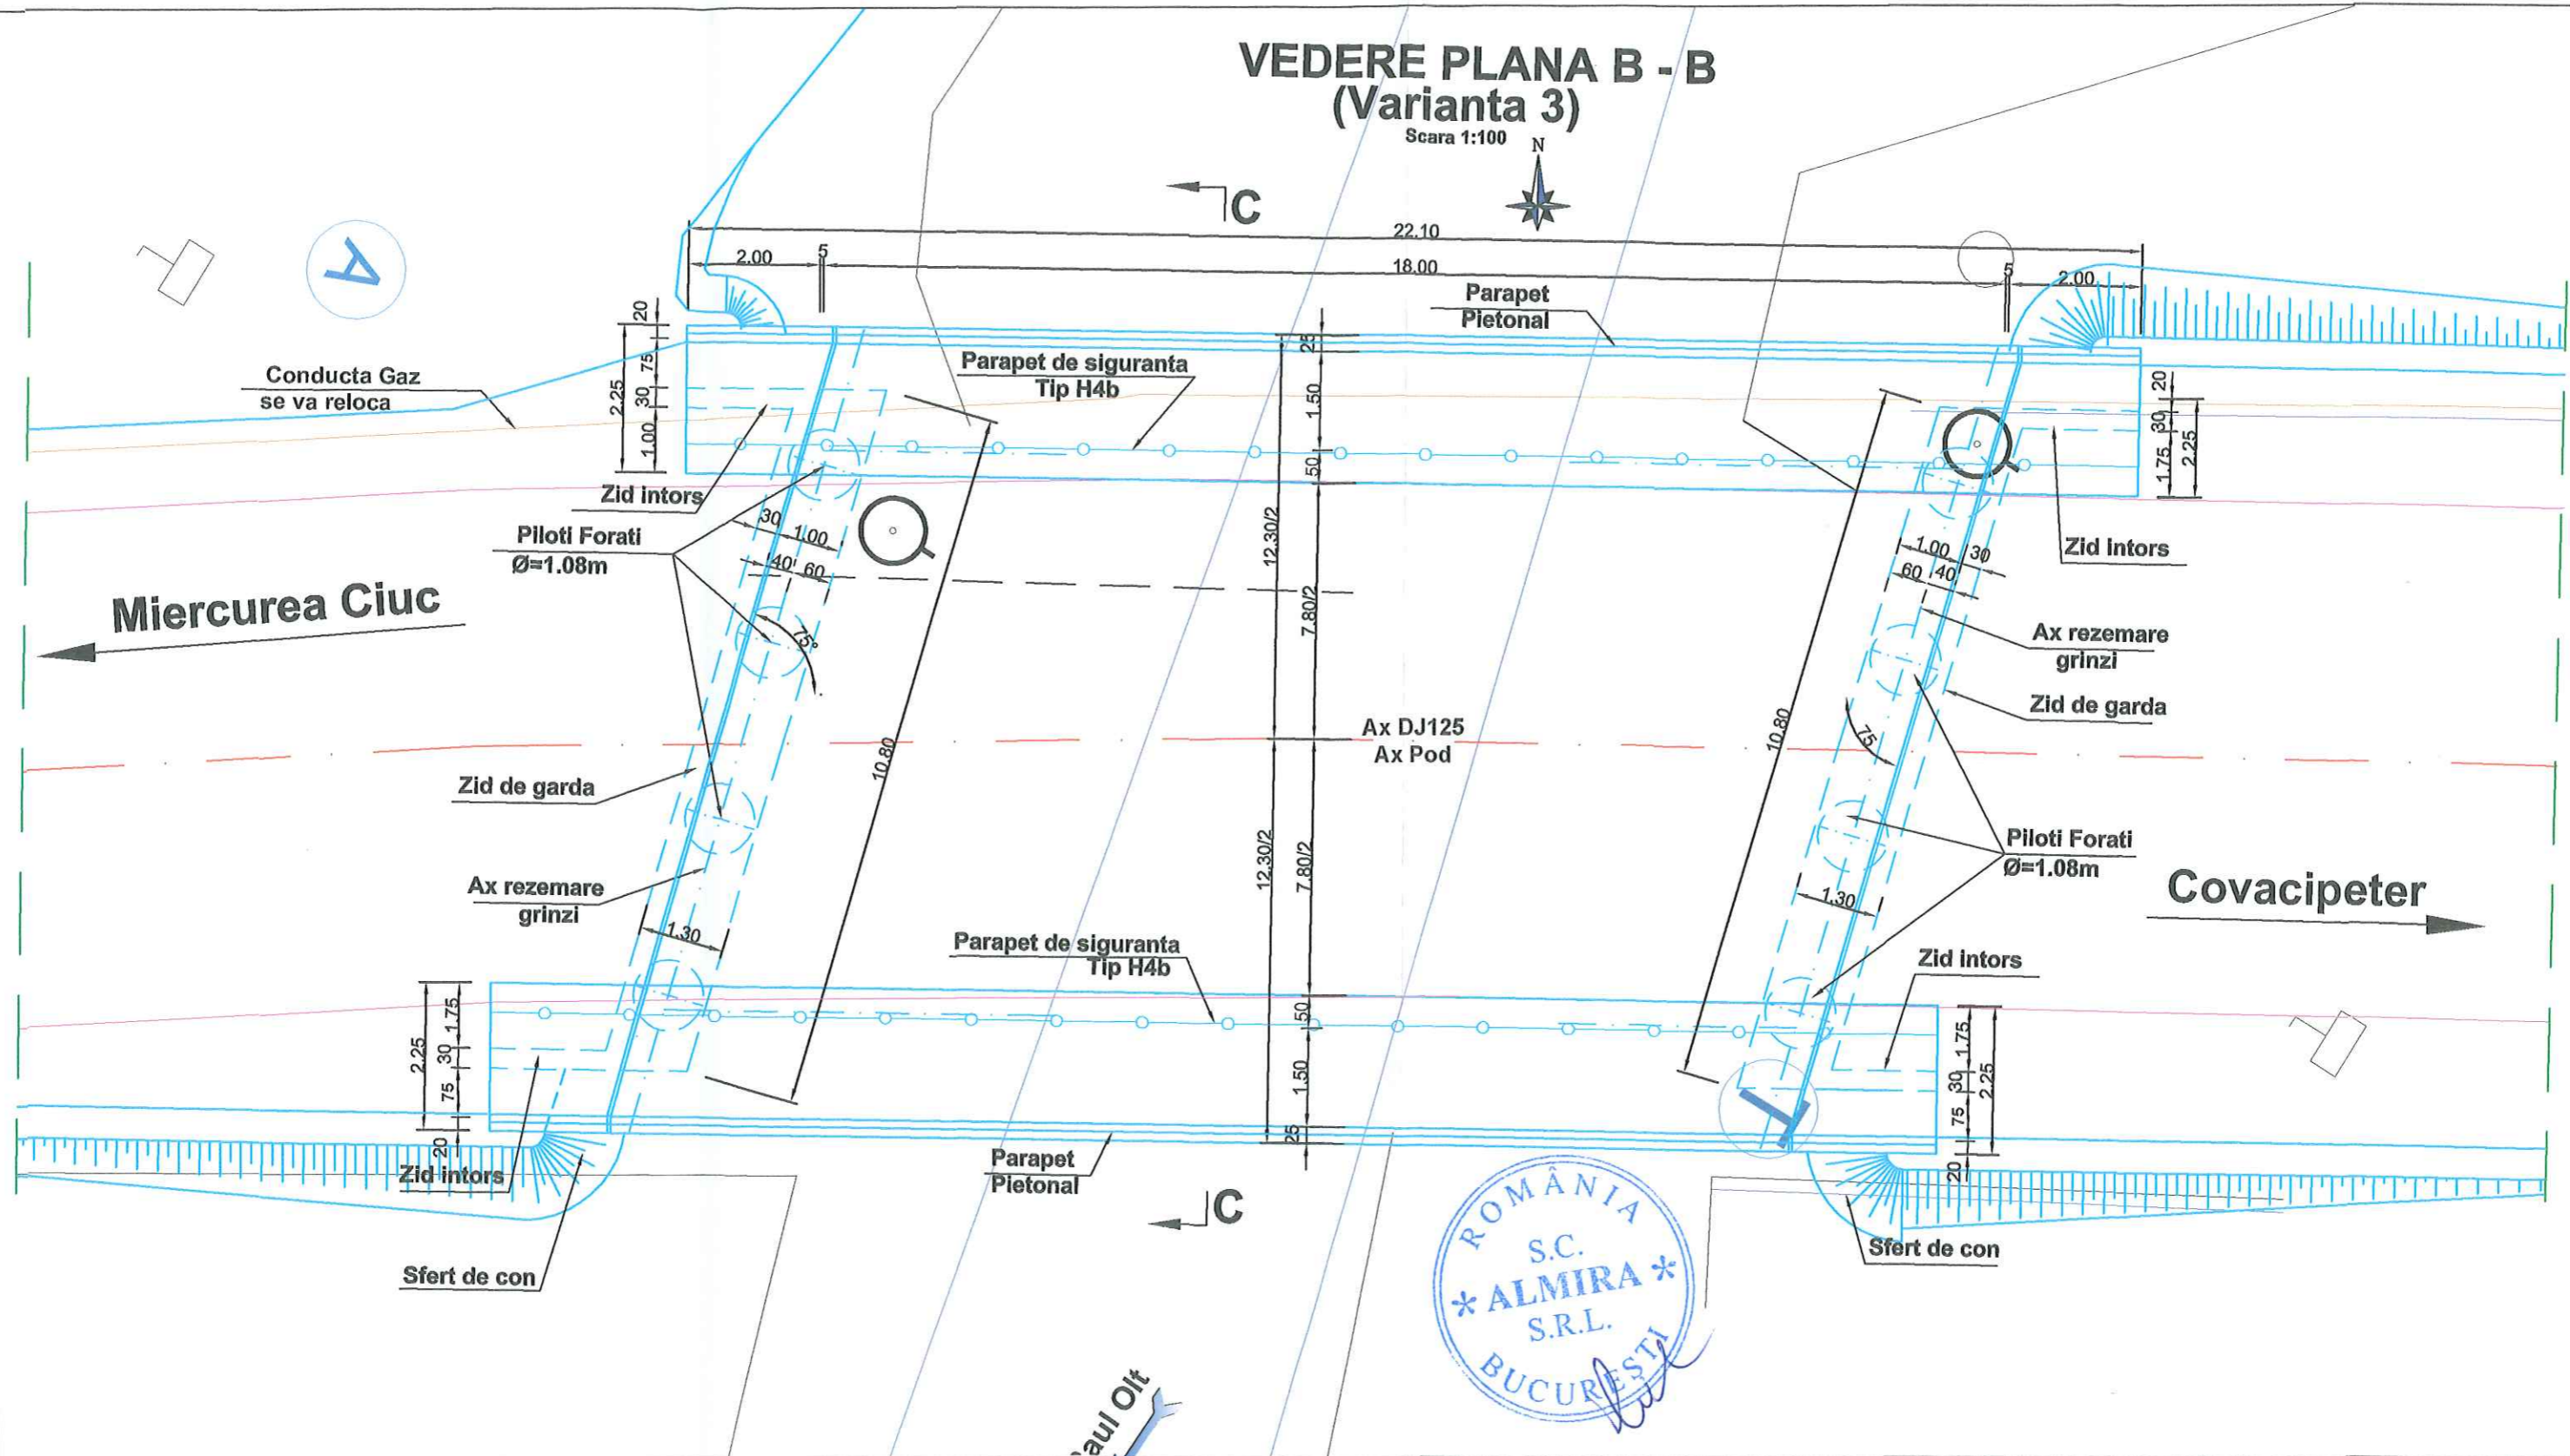 VEDERE PLANA B - B
(Varianta 3)
Scara 1:100
N
C
22.10
2.00
5
18.00
5
2.00
A
Parapet
Pietonal
Parapet de siguranta
Tip H4b
Conducta Gaz
se va reloca
20
75
30
1.00
2.25
25
1.50
50
20
30
1.75
2.25
Zid intors
Piloti Forati
Ø=1.08m
30
1.00
40
60
12.30/2
7.80/2
1.00
30
60
40
Zid intors
Miercurea Ciuc
75°
Ax rezemare
grinzi
Zid de garda
10.80
10.80
75
Ax DJ125
Ax Pod
Zid de garda
Ax rezemare
grinzi
12.30/2
7.80/2
Piloti Forati
Ø=1.08m
Covacipeter
1.30
1.30
Parapet de siguranta
Tip H4b
Zid intors
1.75
30
75
20
2.25
50
1.50
25
1.75
30
75
20
2.25
Zid intors
Parapet
Pietonal
C
Sfert de con
Sfert de con
ROMÂNIA
S.C.
* ALMIRA *
S.R.L.
BUCUREȘTI
Olt